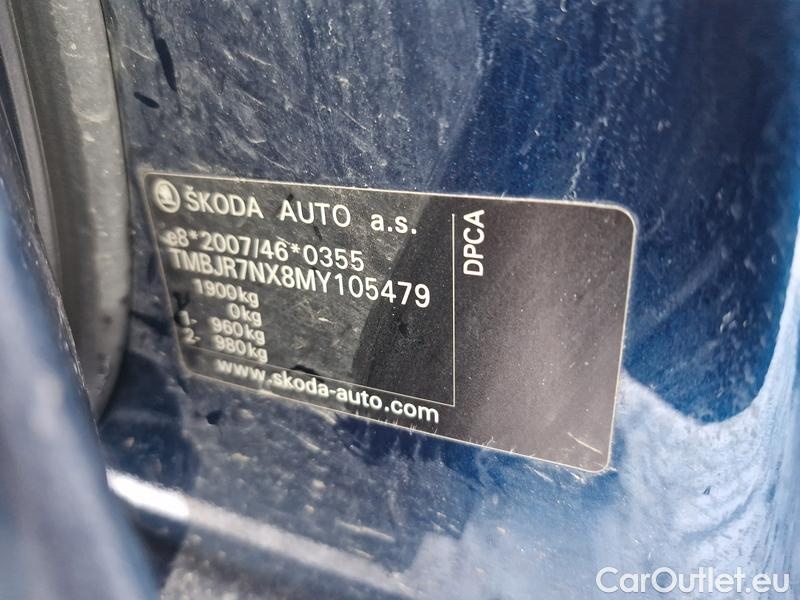 ŠKODA AUTO a.s.
e8*2007/46*0355
TMBJR7NX8MY105479
1900kg
0kg
1- 960kg
2- 980kg
www.skoda-auto.com
DPCA
CarOutlet.eu